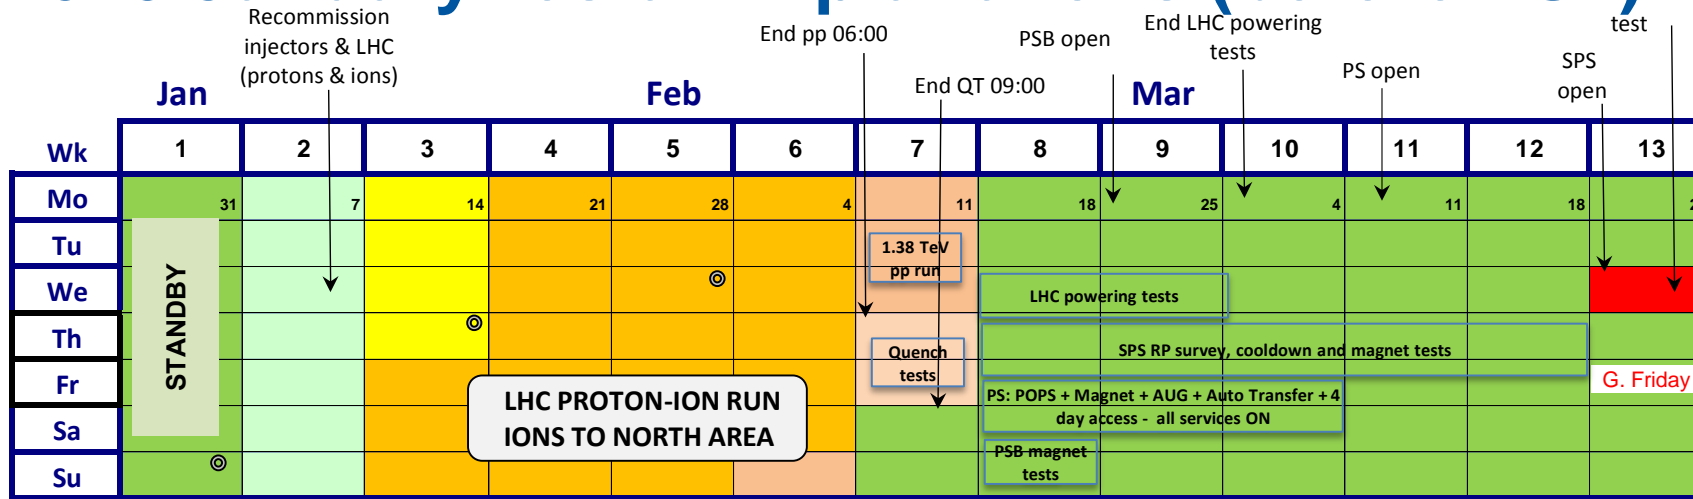 Recommission
injectors & LHC
(protons & ions)
End pp 06:00
End QT 09:00
PSB open
End LHC powering
tests
PS open
SPS
open
test
Jan Feb Mar
Wk 1 2 3 4 5 6 7 8 9 10 11 12 13
Mo 31 7 14 21 28 4 11 18 25 4 11 18
Tu
We
Th
Fr
Sa
Su
STANDBY
LHC PROTON-ION RUN
IONS TO NORTH AREA
1.38 TeV
pp run
Quench
tests
LHC powering tests
SPS RP survey, cooldown and magnet tests
PS: POPS + Magnet + AUG + Auto Transfer + 4
day access - all services ON
PSB magnet
tests
G. Friday